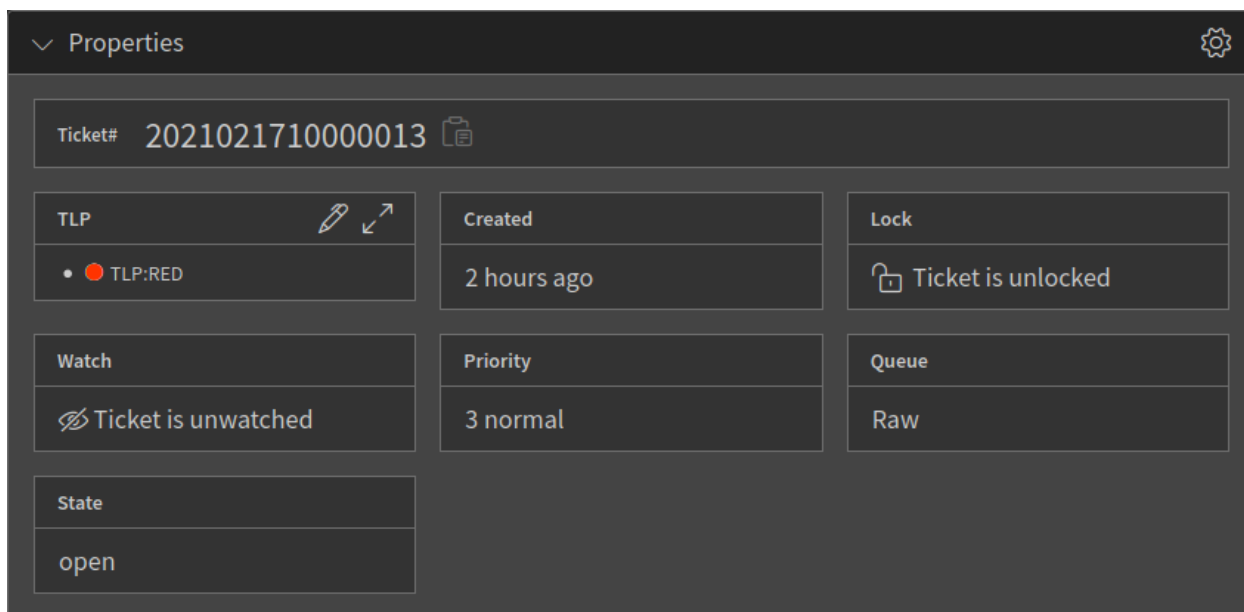 Properties
Ticket# 2021021710000013
TLP Created Lock
TLP:RED 2 hours ago Ticket is unlocked
Watch Priority Queue
Ticket is unwatched 3 normal Raw
State
open